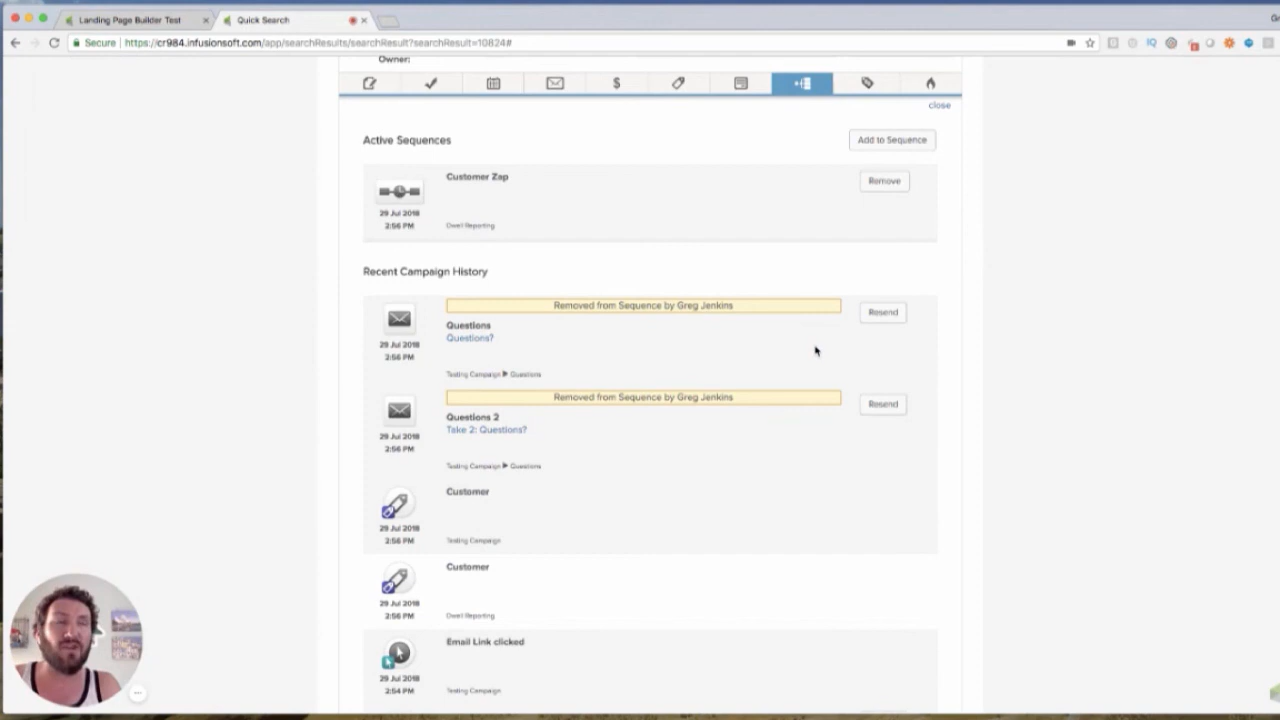 Landing Page Builder Test
Quick Search
Secure | https://cr984.infusionsoft.com/app/searchResults/searchResult?searchResult=10824#
Owner:
close
Active Sequences
Add to Sequence
Customer Zap
Remove
29 Jul 2018
2:56 PM
Dwell Reporting
Recent Campaign History
Removed from Sequence by Greg Jenkins
Resend
Questions
Questions?
29 Jul 2018
2:56 PM
Testing Campaign ▶ Questions
Removed from Sequence by Greg Jenkins
Resend
Questions 2
Take 2: Questions?
29 Jul 2018
2:56 PM
Testing Campaign ▶ Questions
Customer
29 Jul 2018
2:56 PM
Testing Campaign
Customer
29 Jul 2018
2:56 PM
Dwell Reporting
Email Link clicked
29 Jul 2018
2:54 PM
Testing Campaign